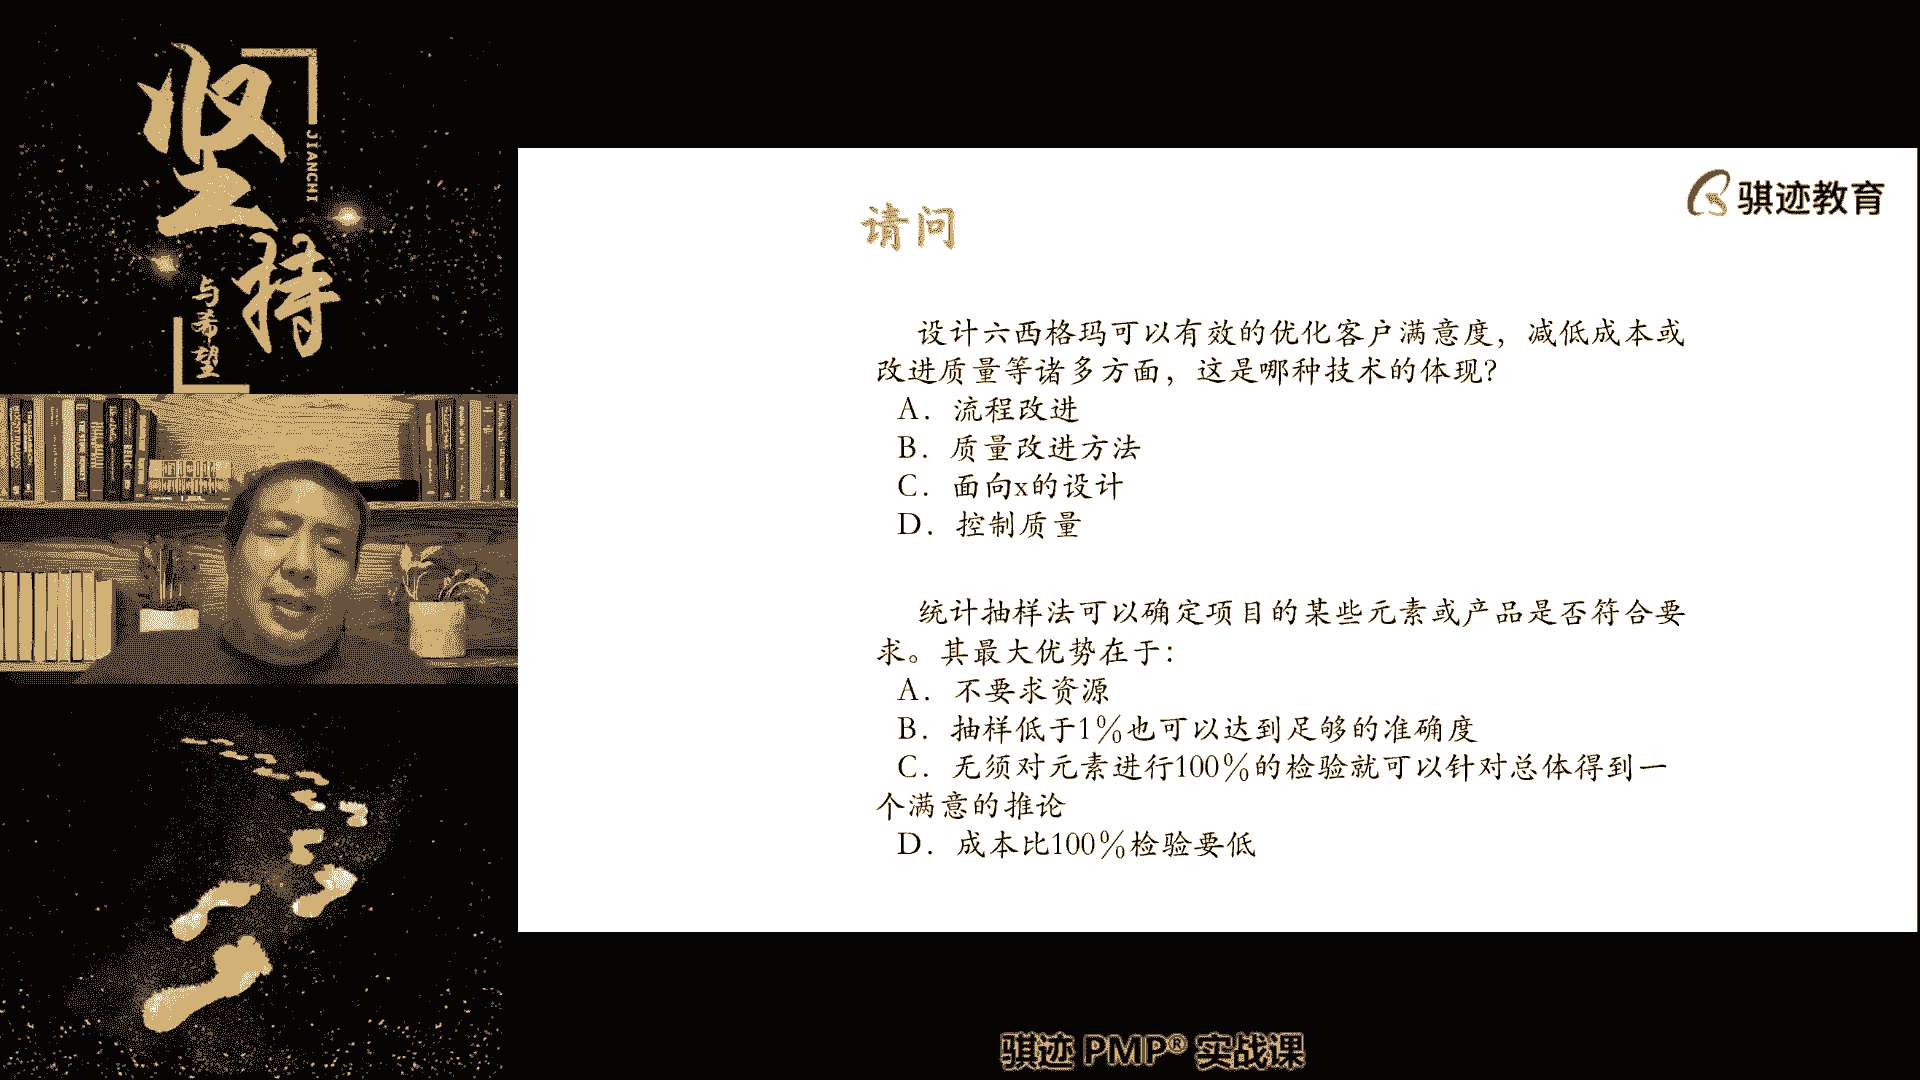 坚持
JIANCHI
与希望
骐迹教育
请问
设计六西格玛可以有效的优化客户满意度，减低成本或
改进质量等诸多方面，这是哪种技术的体现？
A．流程改进
B．质量改进方法
C．面向x的设计
D．控制质量
统计抽样法可以确定项目的某些元素或产品是否符合要
求。其最大优势在于：
A．不要求资源
B．抽样低于1%也可以达到足够的准确度
C．无须对元素进行100%的检验就可以针对总体得到一
个满意的推论
D．成本比100%检验要低
骐迹 PMP® 实战课